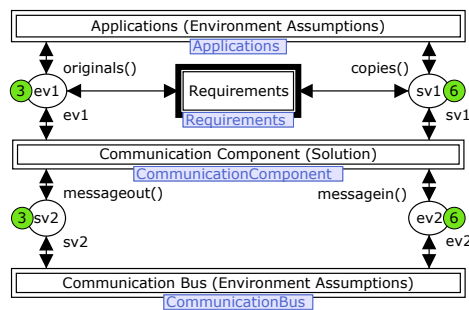 Applications (Environment Assumptions)
Applications
originals()
copies()
3 ev1
Requirements
sv1 6
ev1
Requirements
sv1
Communication Component (Solution)
CommunicationComponent
messageout()
messagein()
3 sv2
ev2 6
sv2
ev2
Communication Bus (Environment Assumptions)
CommunicationBus